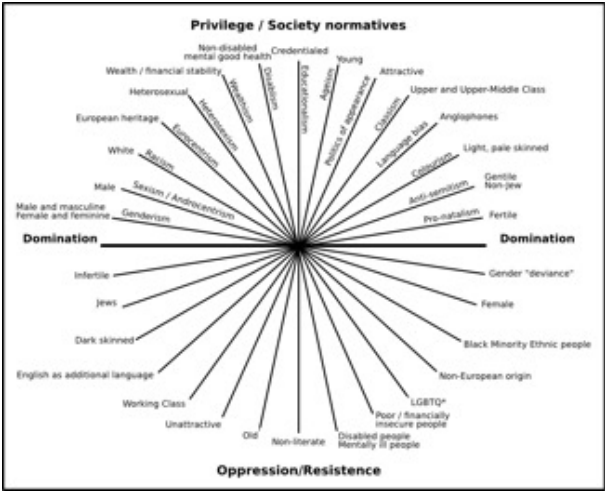 Privilege / Society normatives
Non-disabled
mental good health
Credentialed
Young
Wealth / financial stability
Attractive
Heterosexual
Upper and Upper-Middle Class
European heritage
Anglophones
White
Light, pale skinned
Male
Gentile
Non-Jew
Male and masculine
Female and feminine
Fertile
Genderism
Sexism / Androcentrism
Racism
Eurocentrism
Heterosexism
Wealthism
Disablism
Educationalism
Ageism
Politics of appearance
Classism
Language bias
Colourism
Anti-semitism
Pro-natalism
Domination
Domination
Infertile
Gender "deviance"
Jews
Female
Dark skinned
Black Minority Ethnic people
English as additional language
Non-European origin
Working Class
LGBTQ*
Unattractive
Poor / financially
insecure people
Old
Non-literate
Disabled people
Mentally ill people
Oppression/Resistence